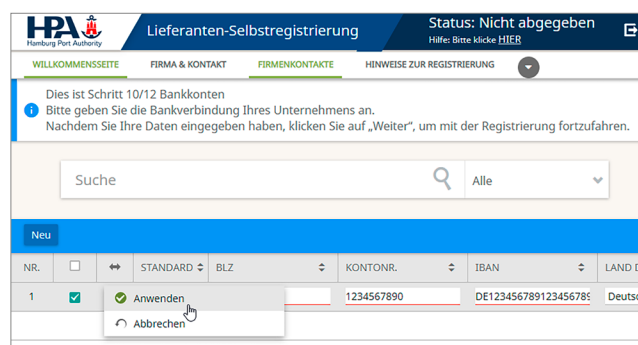 HPA
Hamburg Port Authority
Lieferanten-Selbstregistrierung
Status: Nicht abgegeben
Hilfe: Bitte klicke HIER
WILLKOMMENSSEITE FIRMA & KONTAKT FIRMENKONTAKTE HINWEISE ZUR REGISTRIERUNG
Dies ist Schritt 10/12 Bankkonten
Bitte geben Sie die Bankverbindung Ihres Unternehmens an.
Nachdem Sie Ihre Daten eingegeben haben, klicken Sie auf „Weiter“, um mit der Registrierung fortzufahren.
Suche Alle
Neu
NR. STANDARD BLZ KONTONR. IBAN LAND D
1 Anwenden 1234567890 DE123456789123456789 Deutsc
Abbrechen